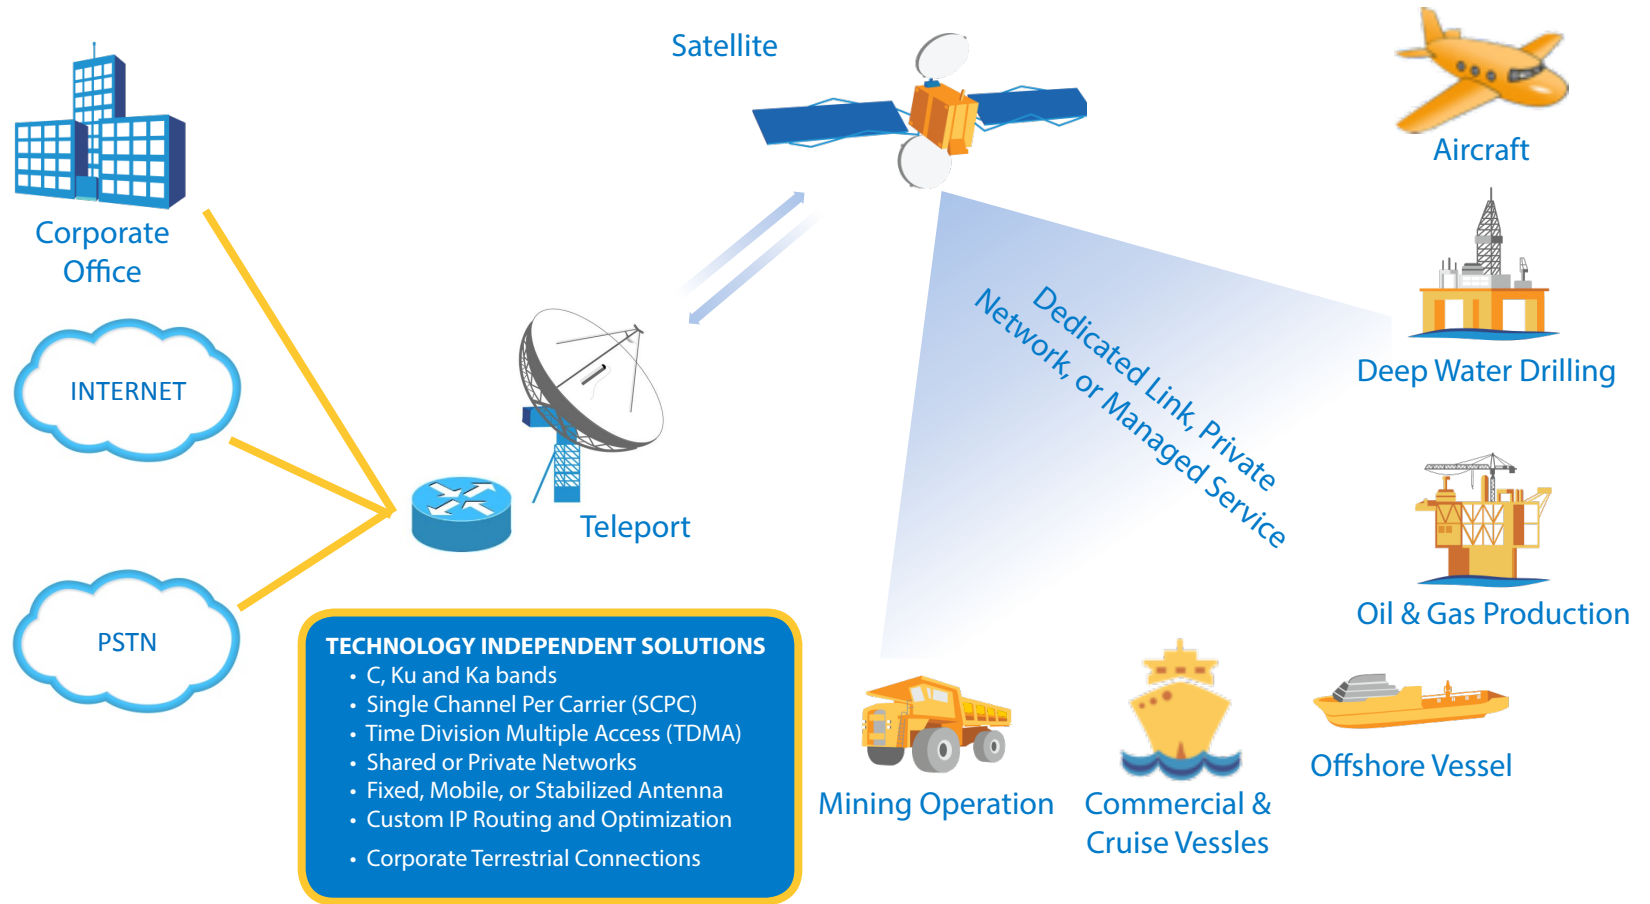 Satellite
Aircraft
Corporate
Office
INTERNET
Dedicated Link, Private
Network, or Managed Service
Deep Water Drilling
Teleport
Oil & Gas Production
PSTN
TECHNOLOGY INDEPENDENT SOLUTIONS
• C, Ku and Ka bands
• Single Channel Per Carrier (SCPC)
• Time Division Multiple Access (TDMA)
• Shared or Private Networks
• Fixed, Mobile, or Stabilized Antenna
• Custom IP Routing and Optimization
• Corporate Terrestrial Connections
Mining Operation
Commercial &
Cruise Vessles
Offshore Vessel